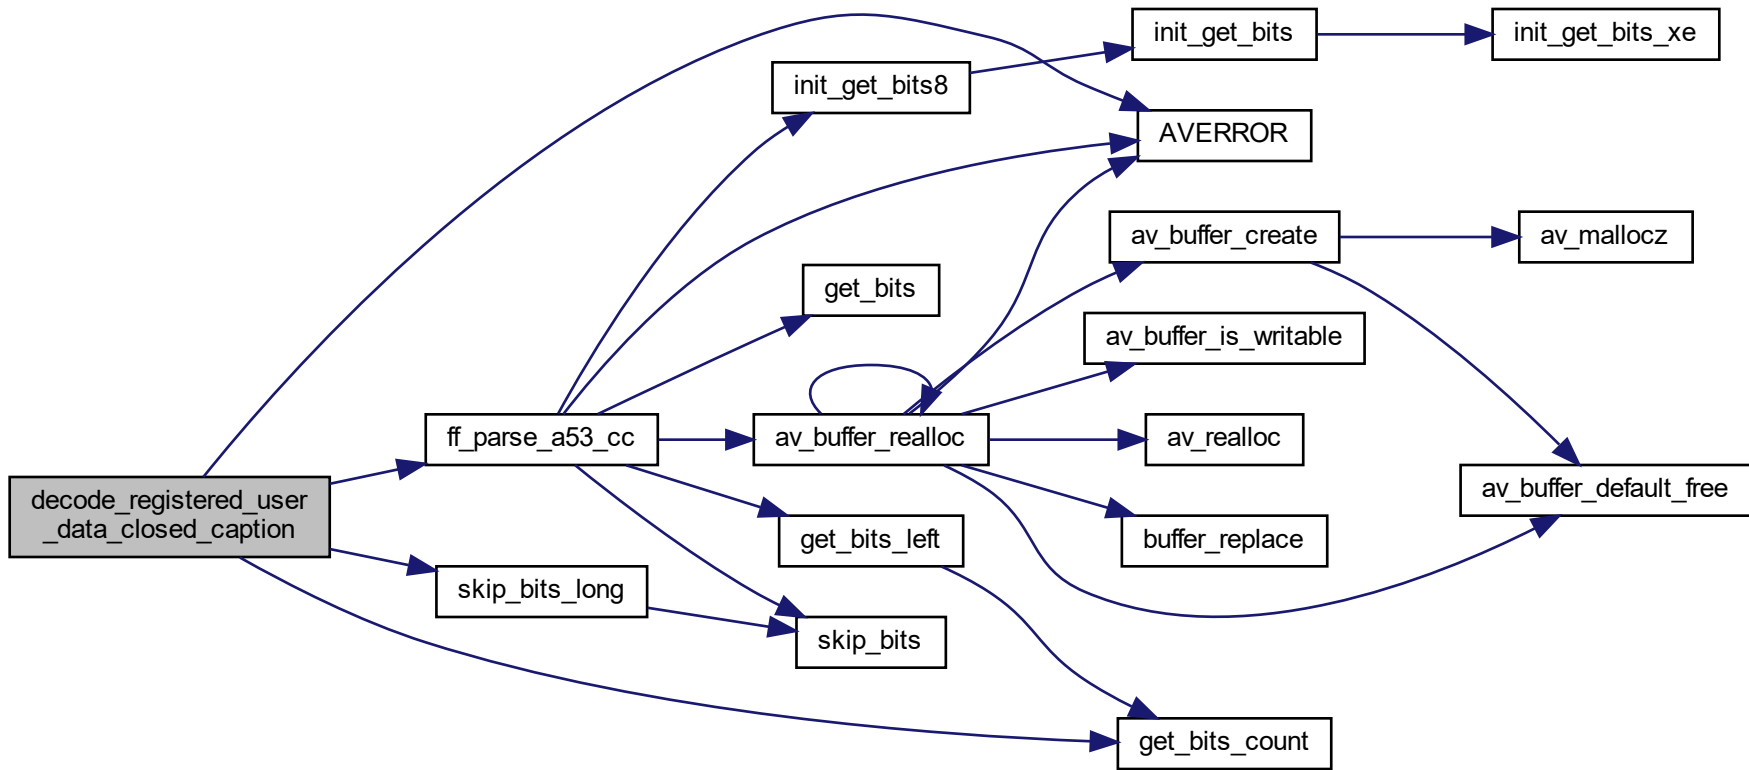 decode_registered_user
_data_closed_caption
ff_parse_a53_cc
skip_bits_long
init_get_bits8
get_bits
av_buffer_realloc
get_bits_left
skip_bits
init_get_bits
AVERROR
av_buffer_create
av_buffer_is_writable
av_realloc
buffer_replace
get_bits_count
init_get_bits_xe
av_mallocz
av_buffer_default_free